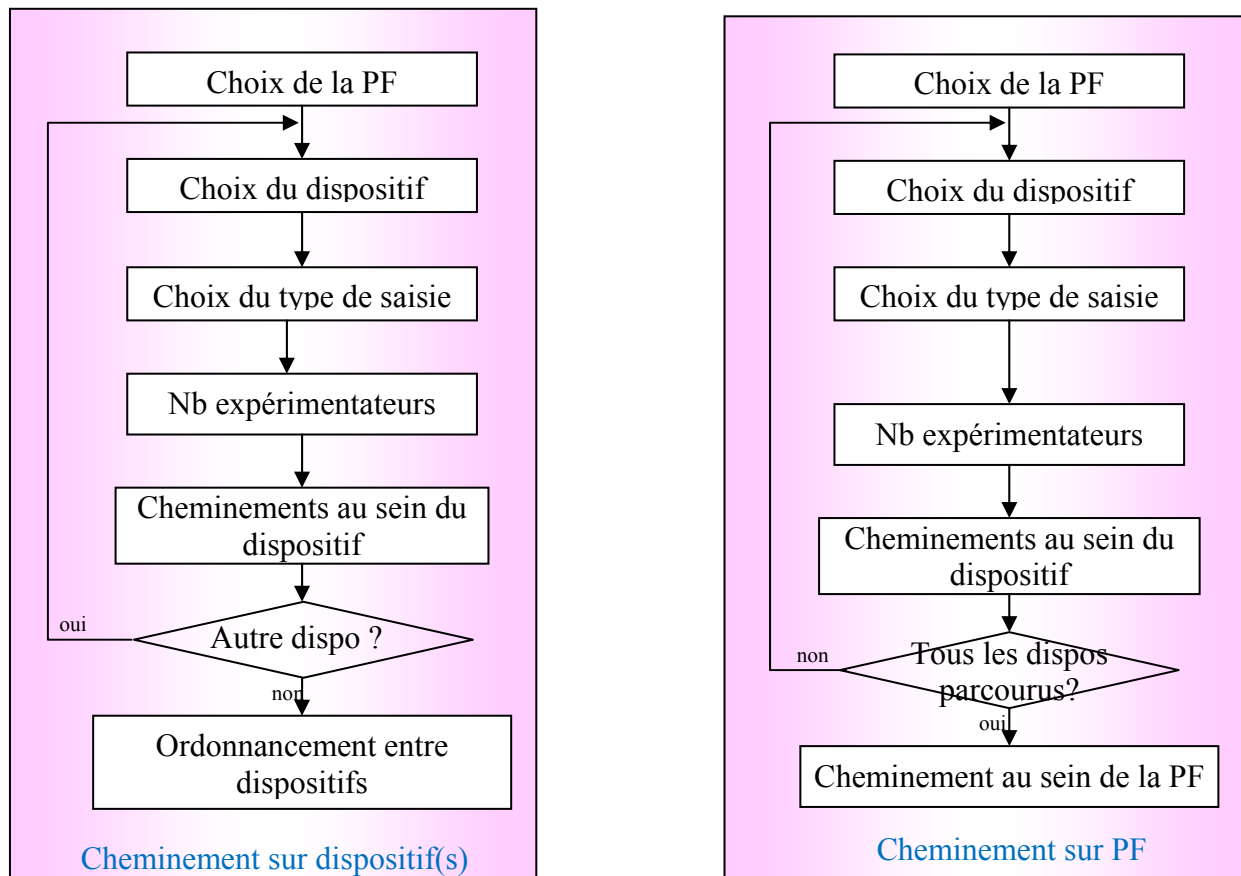 Choix de la PF
Choix du dispositif
Choix du type de saisie
Nb expérimentateurs
Cheminements au sein du
dispositif
oui
Autre dispo ?
non
Ordonnancement entre
dispositifs
Cheminement sur dispositif(s)
Choix de la PF
Choix du dispositif
Choix du type de saisie
Nb expérimentateurs
Cheminements au sein du
dispositif
non
Tous les dispos
parcourus?
oui
Cheminement au sein de la PF
Cheminement sur PF